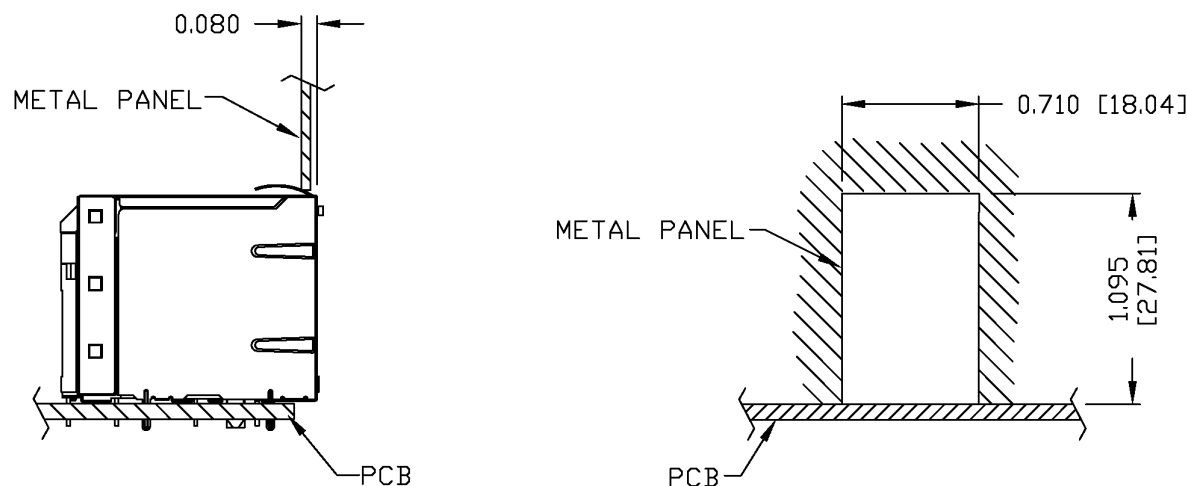 0.080
METAL PANEL
PCB
0.710 [18.04]
METAL PANEL
1.095
[27.81]
PCB